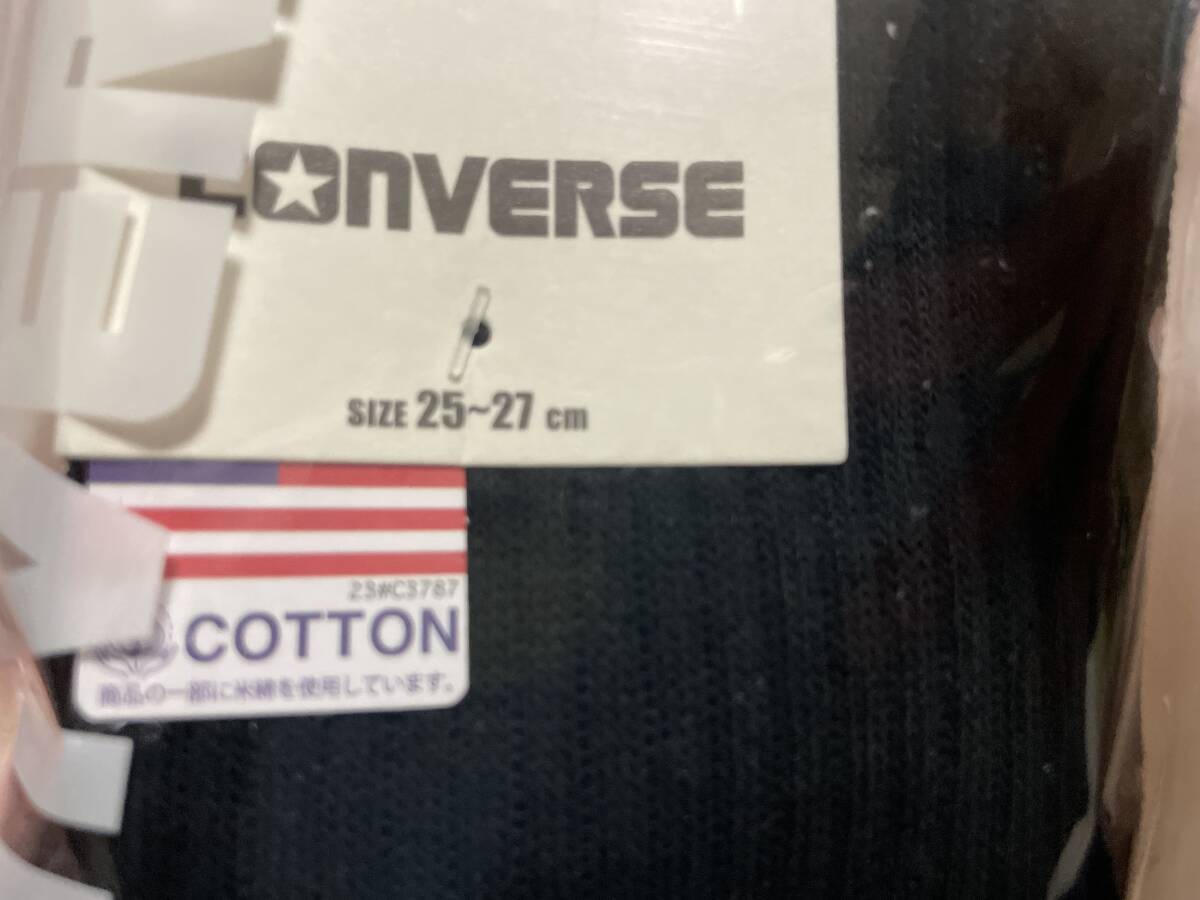 CONVERSE
SIZE 25~27 cm
23#C3787
COTTON
商品の一部に米綿を使用しています。